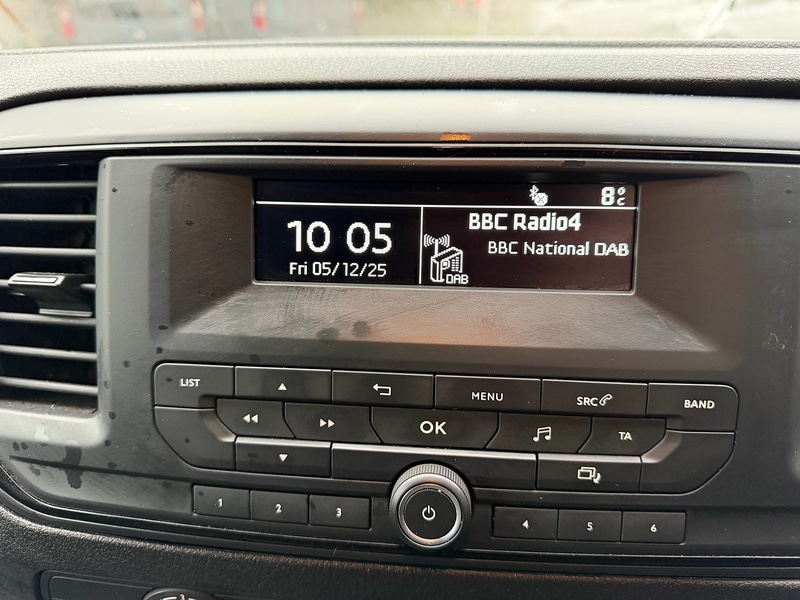 8°C
10 05
Fri 05/12/25
BBC Radio4
BBC National DAB
DAB
LIST
MENU
SRC
BAND
OK
TA
1
2
3
4
5
6